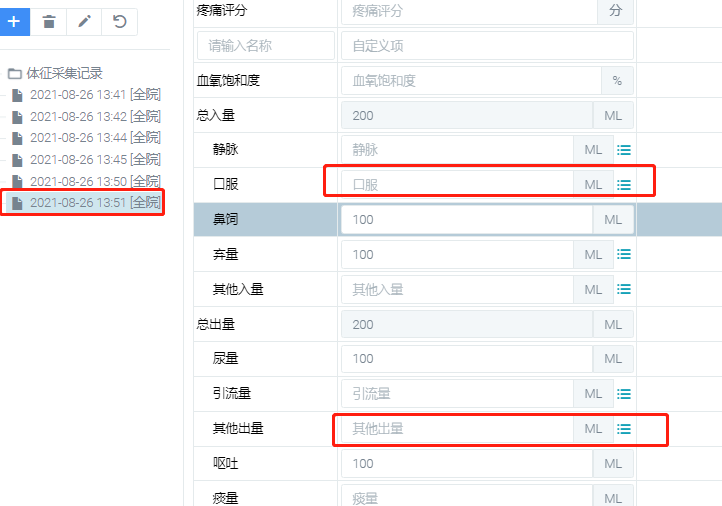 体征采集记录
2021-08-26 13:41 [全院]
2021-08-26 13:42 [全院]
2021-08-26 13:44 [全院]
2021-08-26 13:45 [全院]
2021-08-26 13:50 [全院]
2021-08-26 13:51 [全院]
疼痛评分 疼痛评分 分
请输入名称 自定义项
血氧饱和度 血氧饱和度 %
总入量 200 ML
静脉 静脉 ML
口服 口服 ML
鼻饲 100 ML
弃量 100 ML
其他入量 其他入量 ML
总出量 200 ML
尿量 100 ML
引流量 引流量 ML
其他出量 其他出量 ML
呕吐 100 ML
痰量 痰量 ML